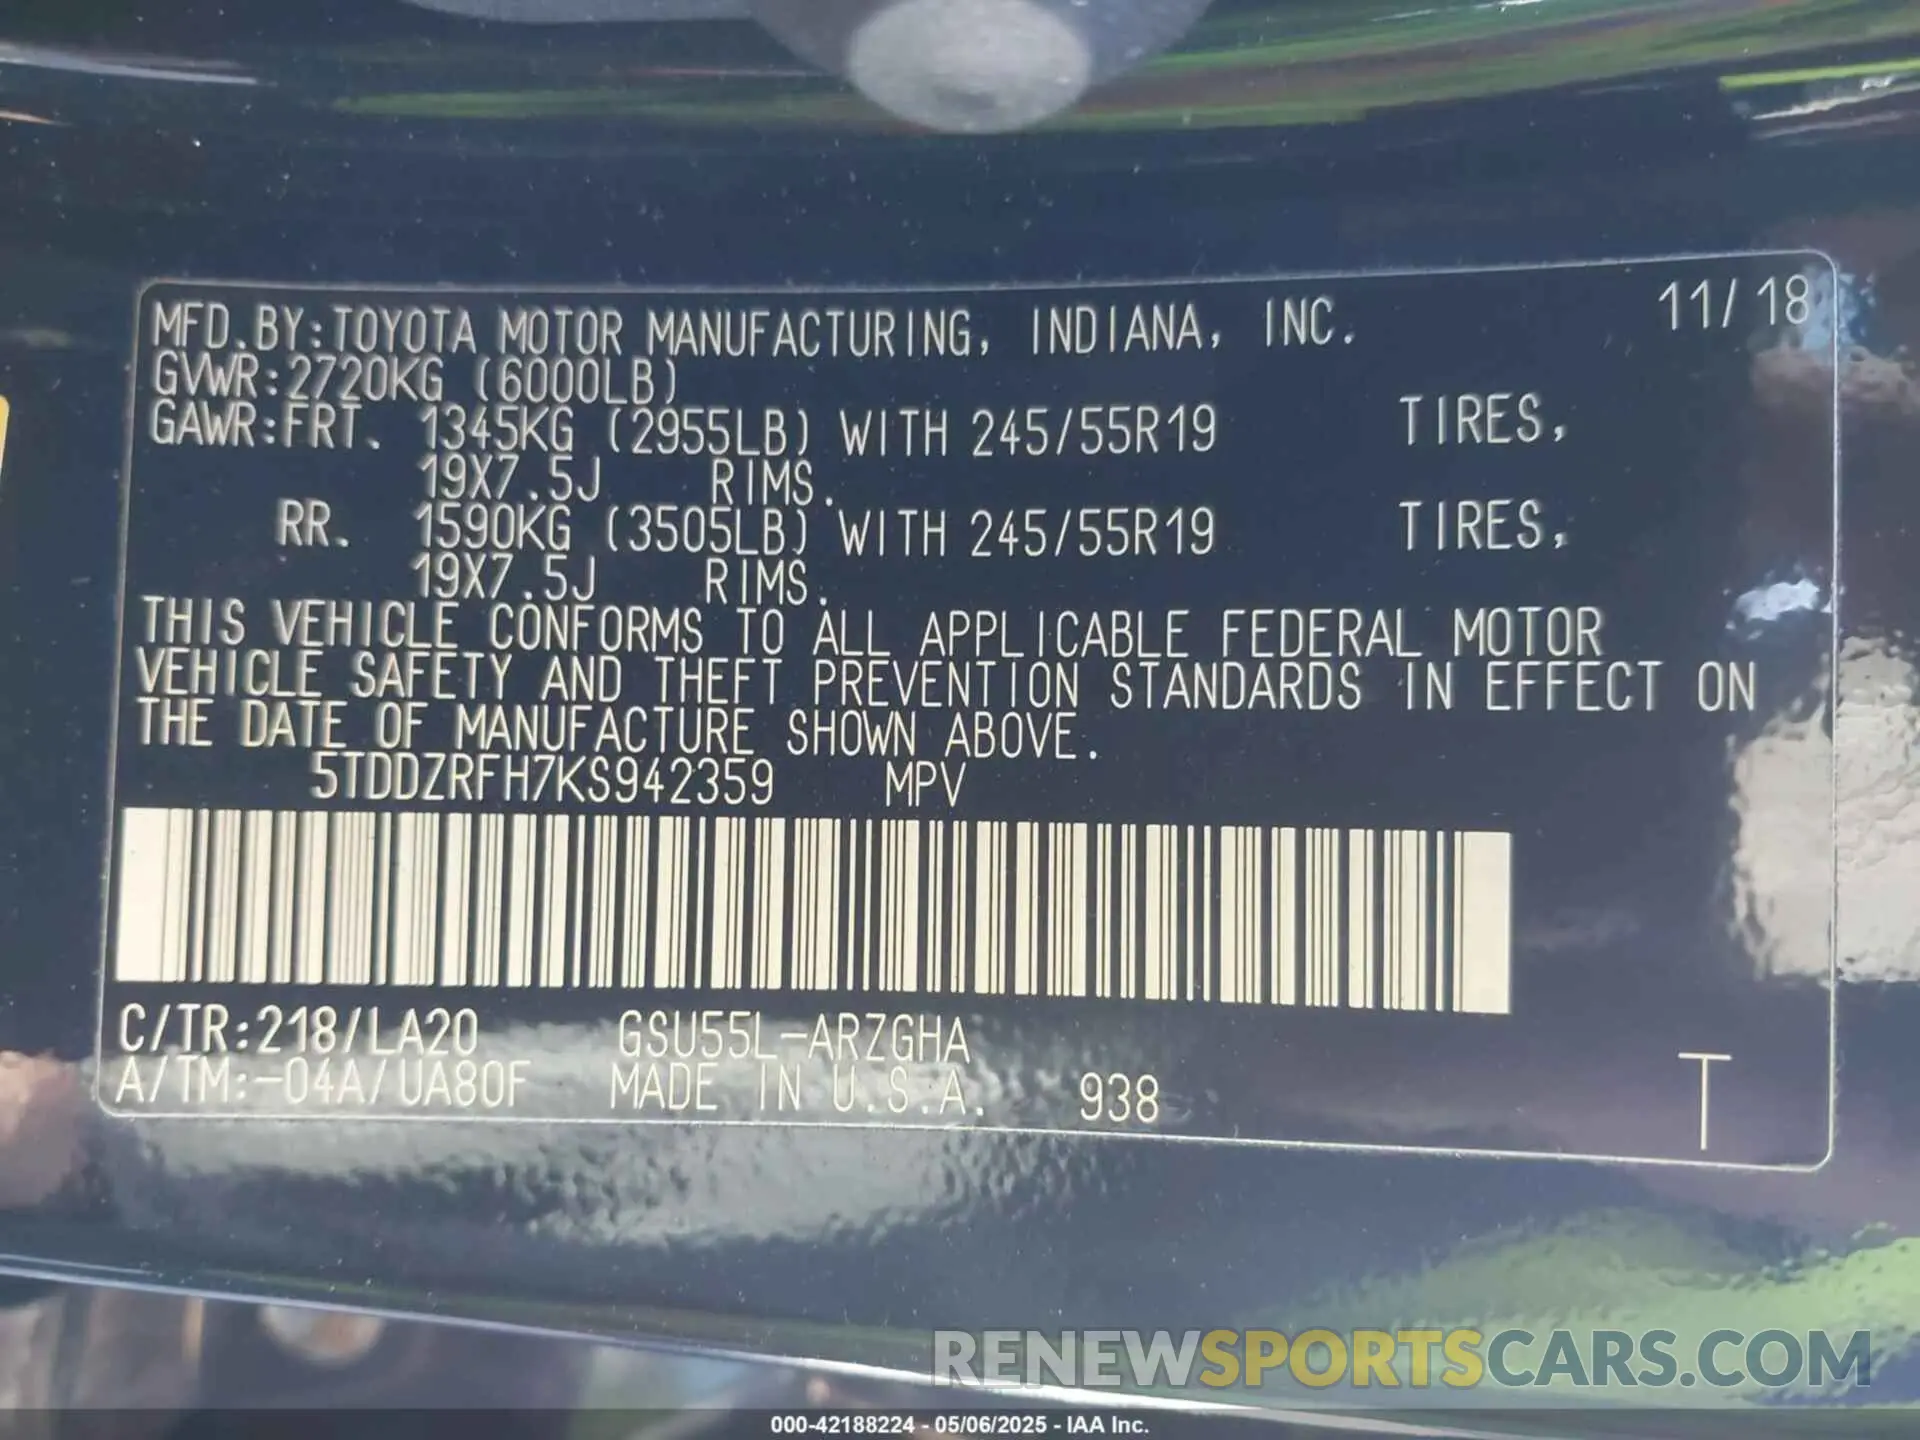 MFD.BY:TOYOTA MOTOR MANUFACTURING, INDIANA, INC. 11/18
GVWR:2720KG (6000LB)
GAWR:FRT. 1345KG (2955LB) WITH 245/55R19 TIRES,
19X7.5J RIMS.
RR. 1590KG (3505LB) WITH 245/55R19 TIRES,
19X7.5J RIMS.
THIS VEHICLE CONFORMS TO ALL APPLICABLE FEDERAL MOTOR
VEHICLE SAFETY AND THEFT PREVENTION STANDARDS IN EFFECT ON
THE DATE OF MANUFACTURE SHOWN ABOVE.
5TDDZRFH7KS942359 MPV
C/TR:218/LA20 GSU55L-ARZGHA
A/TM:-04A/UA80F MADE IN U.S.A. 938 T
RENEWSPORTSCARS.COM
000-42188224 - 05/06/2025 - IAA Inc.